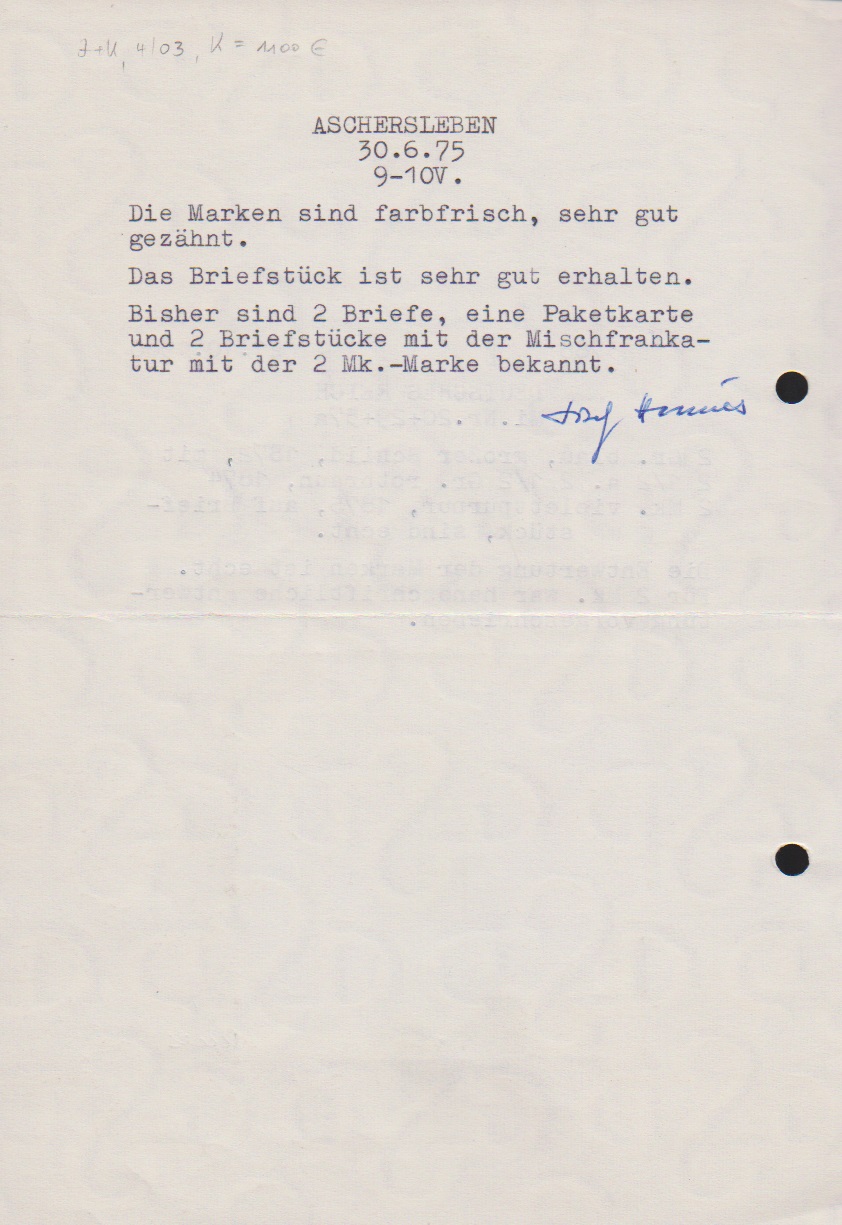 4/03, K = 1100 €
ASCHERSLEBEN
30.6.75
9-10V.
Die Marken sind farbfrisch, sehr gut
gezähnt.
Das Briefstück ist sehr gut erhalten.
Bisher sind 2 Briefe, eine Paketkarte
und 2 Briefstücke mit der Mischfranka-
tur mit der 2 Mk.-Marke bekannt.